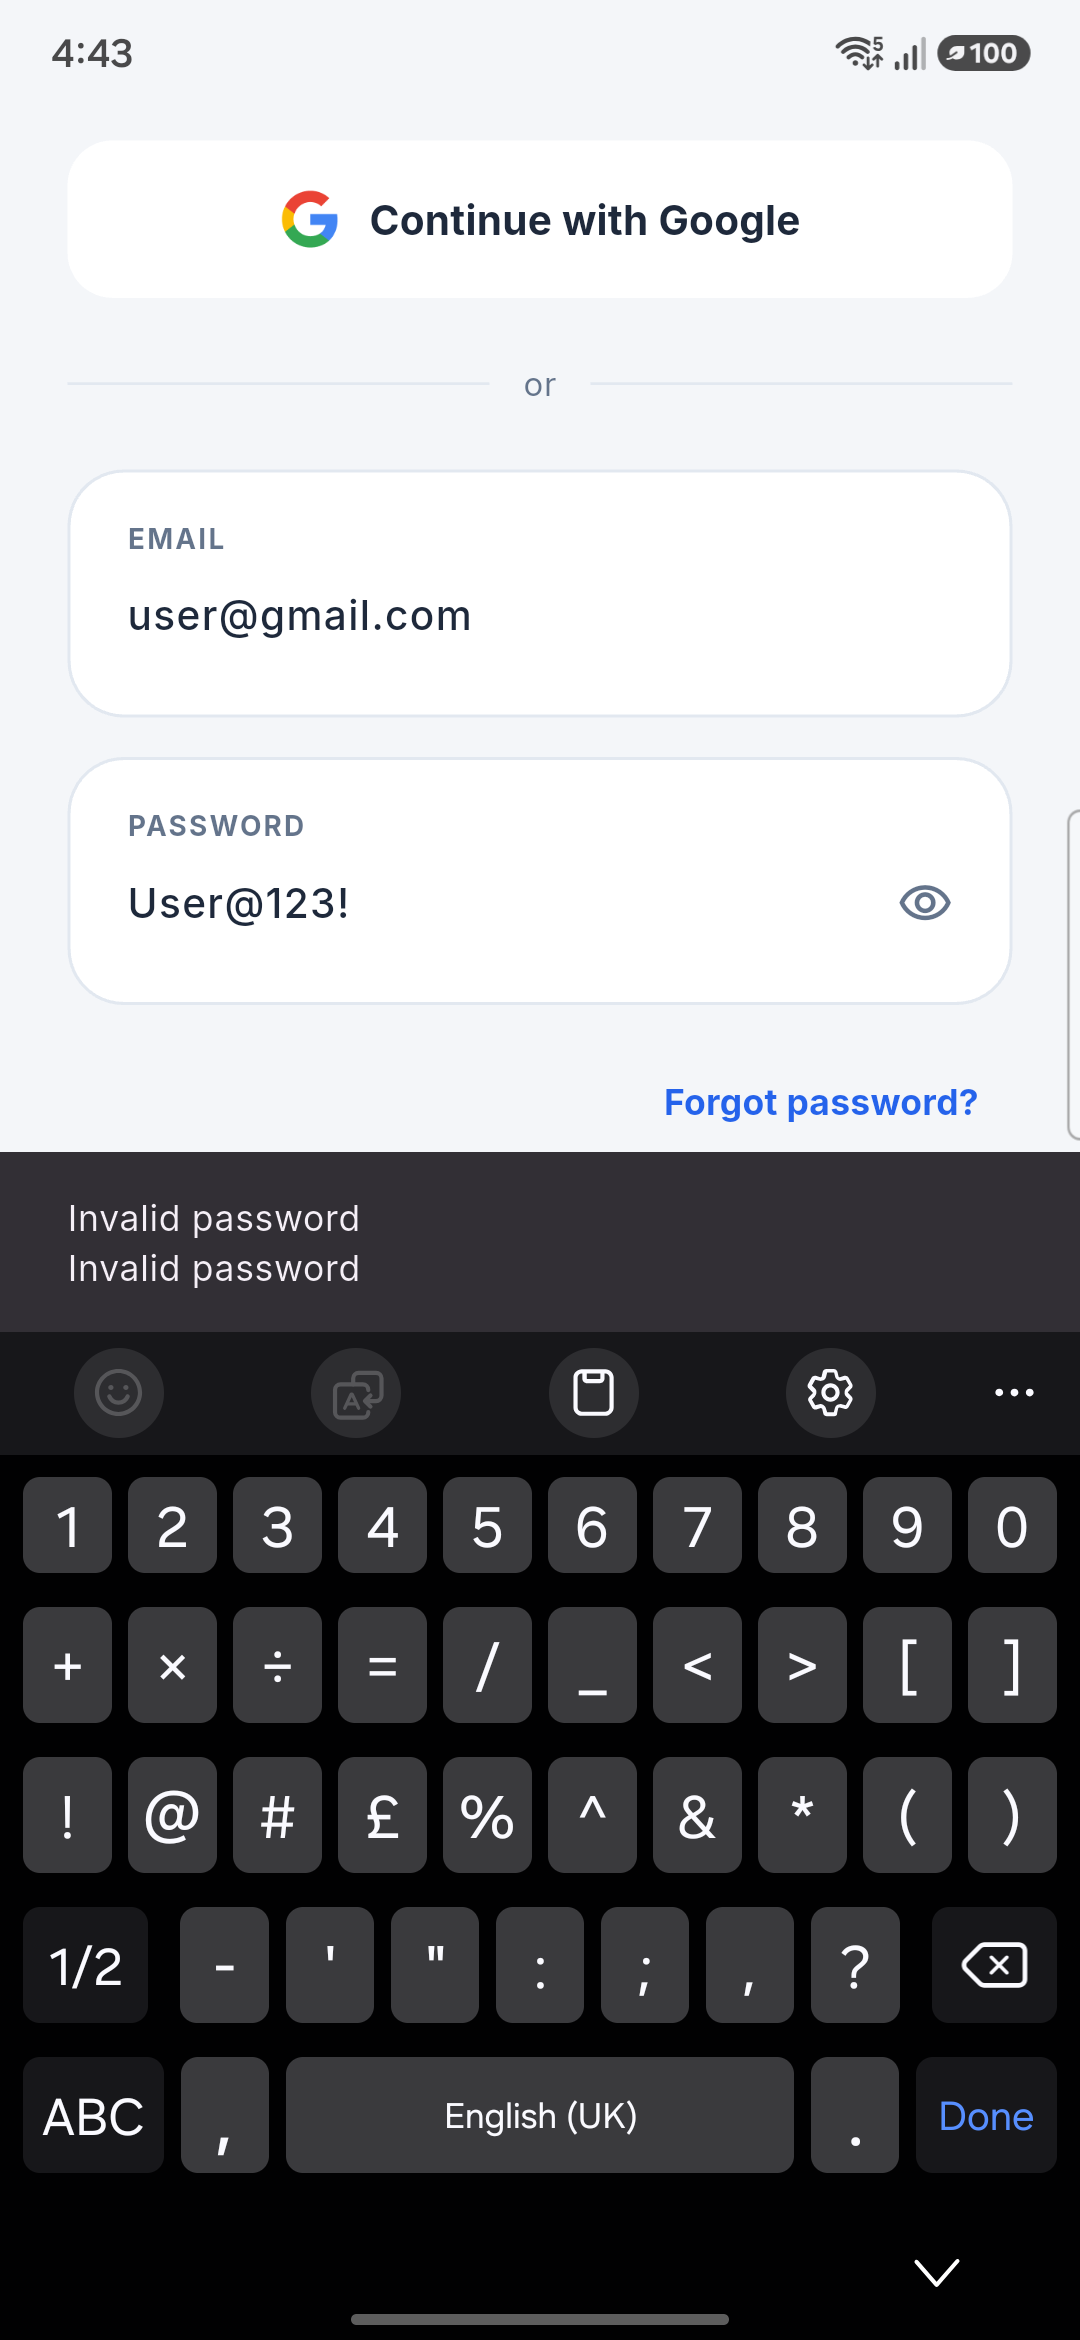 4:43
5
100
Continue with Google
or
EMAIL
user@gmail.com
PASSWORD
User@123!
Forgot password?
Invalid password
Invalid password
A
1 2 3 4 5 6 7 8 9 0
+ × ÷ = / _ < > [ ]
! @ # £ % ^ & * ( )
1/2 - ' " : ; , ?
ABC , English (UK) . Done